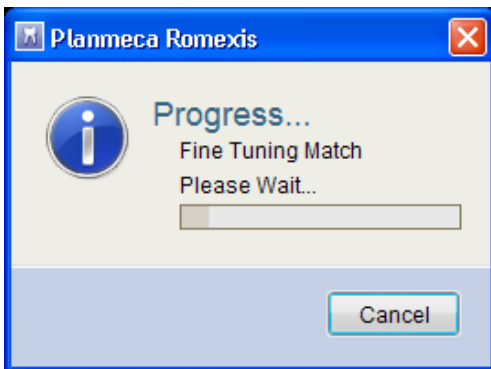 Planmeca Romexis
Progress...
Fine Tuning Match
Please Wait...
Cancel